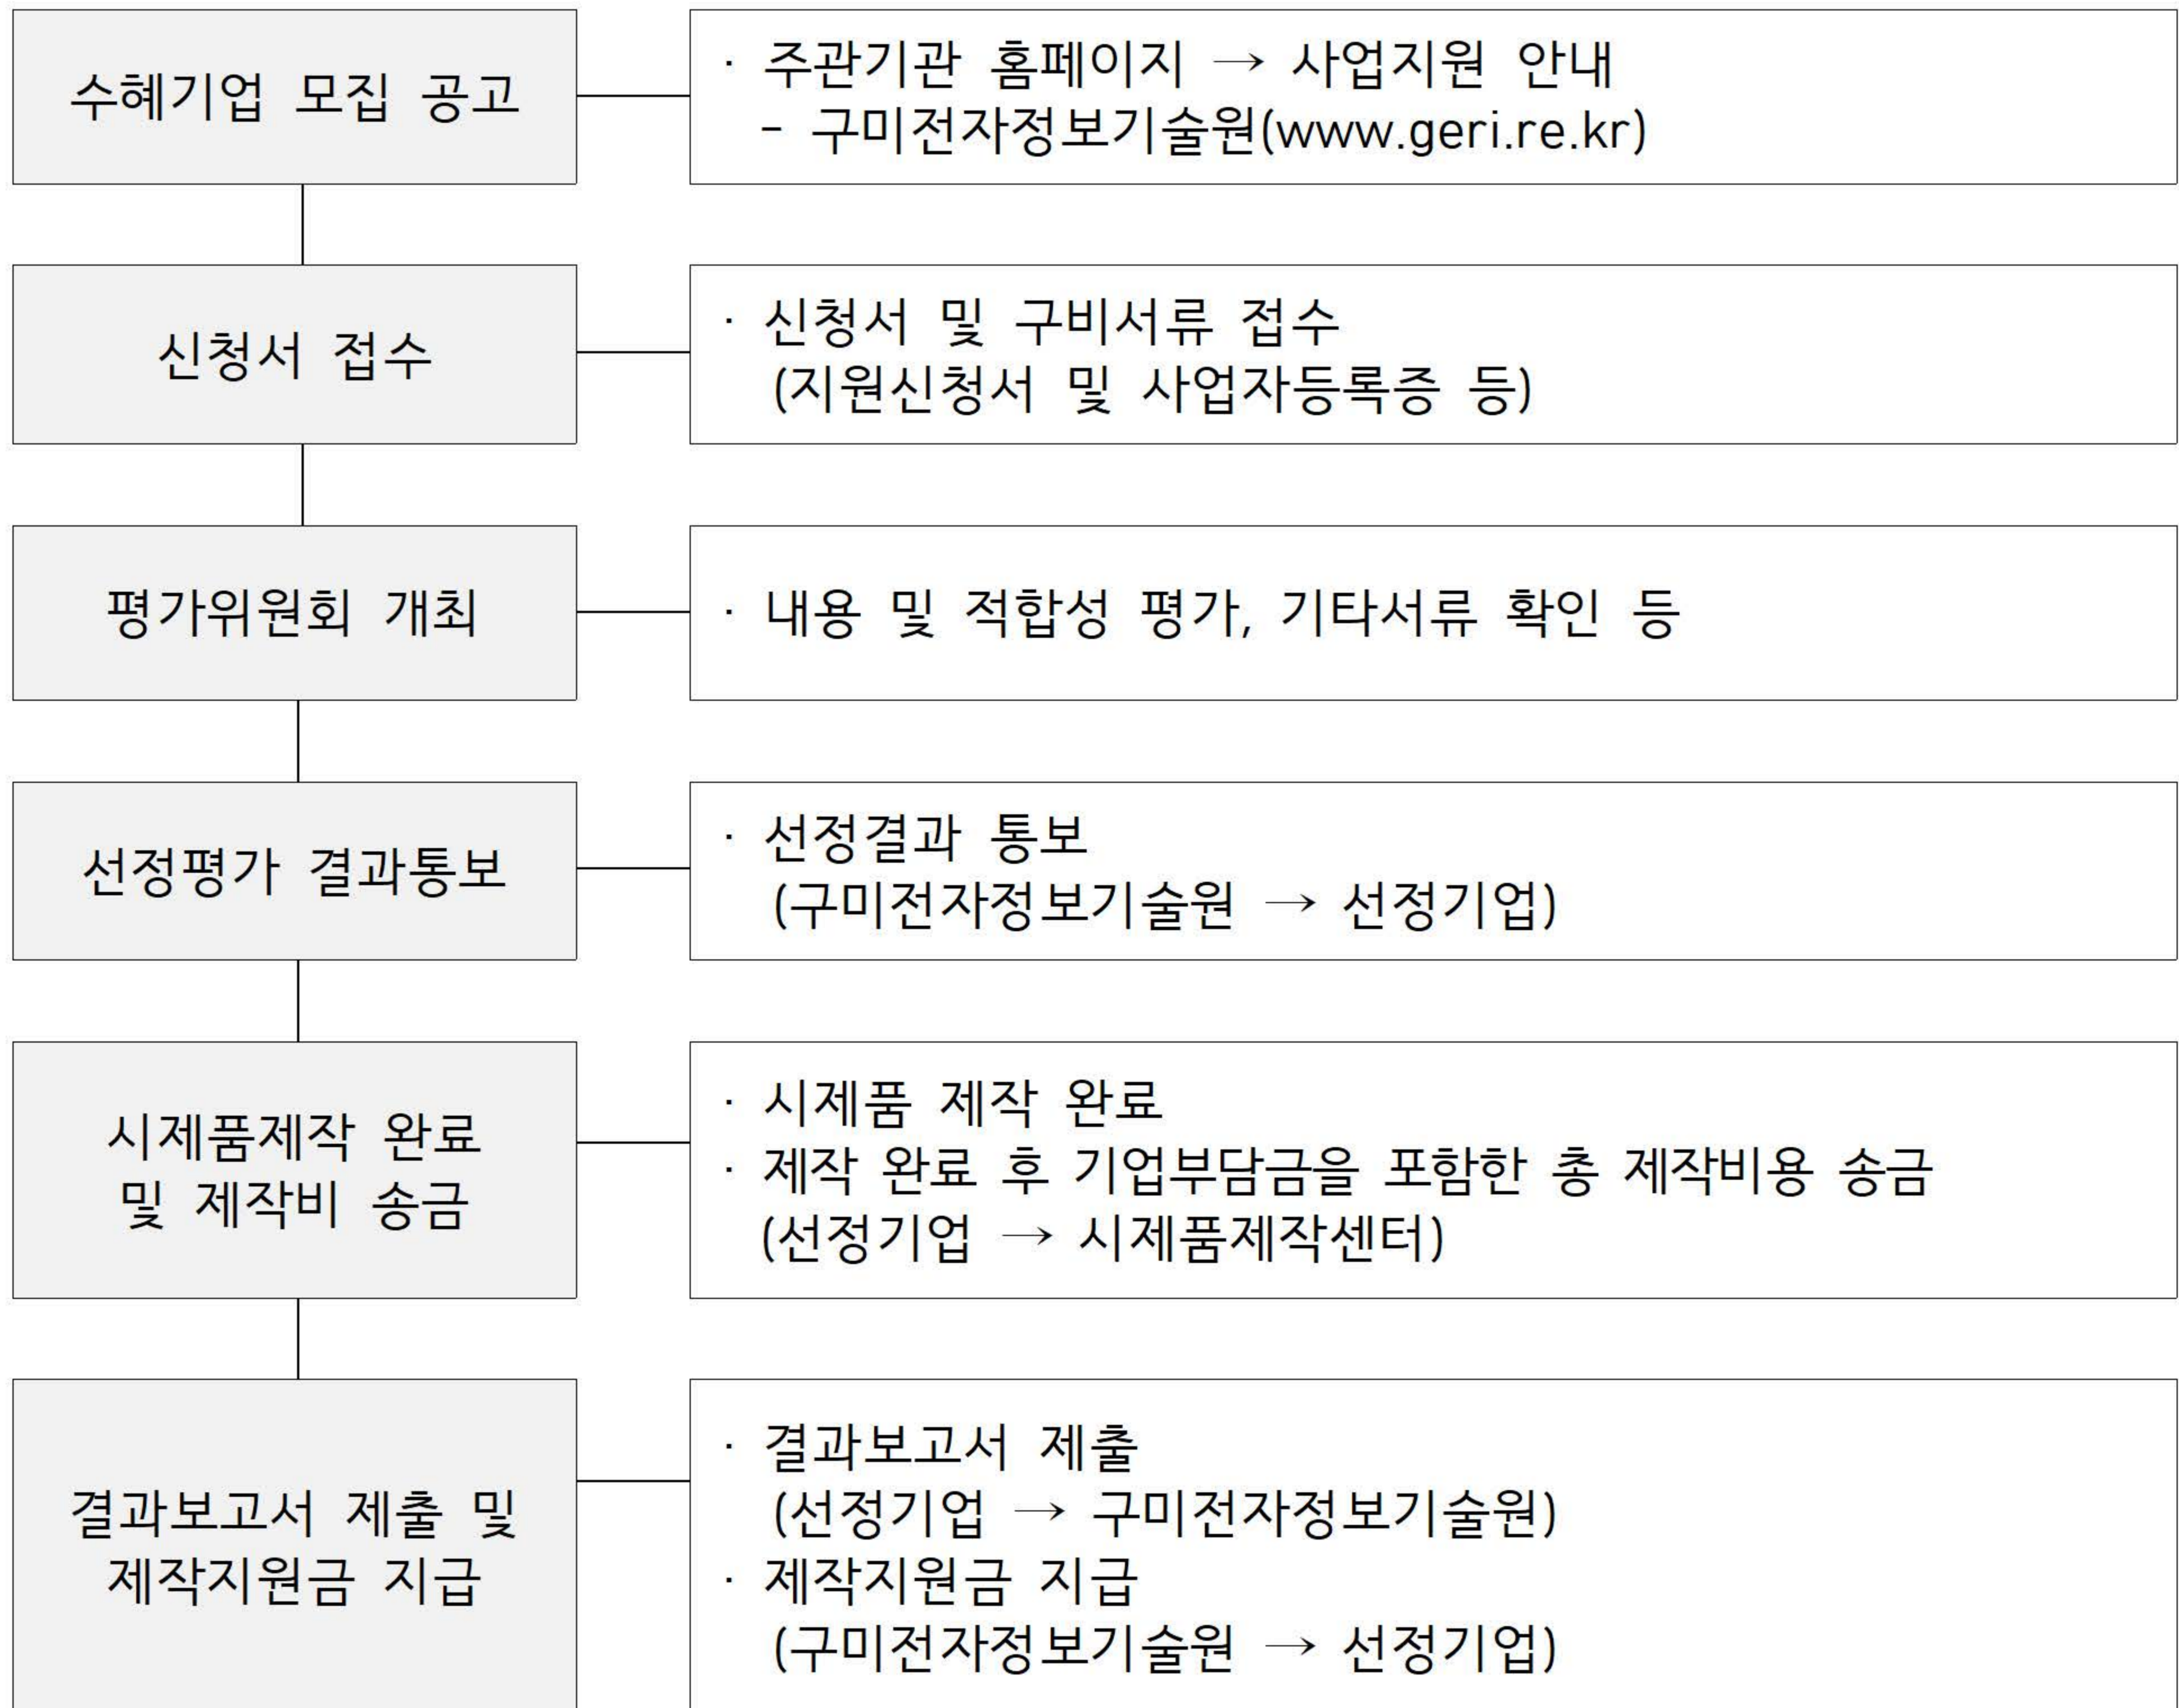 수혜기업 모집 공고
· 주관기관 홈페이지 → 사업지원 안내
- 구미전자정보기술원(www.geri.re.kr)
신청서 접수
· 신청서 및 구비서류 접수
(지원신청서 및 사업자등록증 등)
평가위원회 개최
· 내용 및 적합성 평가, 기타서류 확인 등
선정평가 결과통보
· 선정결과 통보
(구미전자정보기술원 → 선정기업)
시제품제작 완료
및 제작비 송금
· 시제품 제작 완료
· 제작 완료 후 기업부담금을 포함한 총 제작비용 송금
(선정기업 → 시제품제작센터)
결과보고서 제출 및
제작지원금 지급
· 결과보고서 제출
(선정기업 → 구미전자정보기술원)
· 제작지원금 지급
(구미전자정보기술원 → 선정기업)